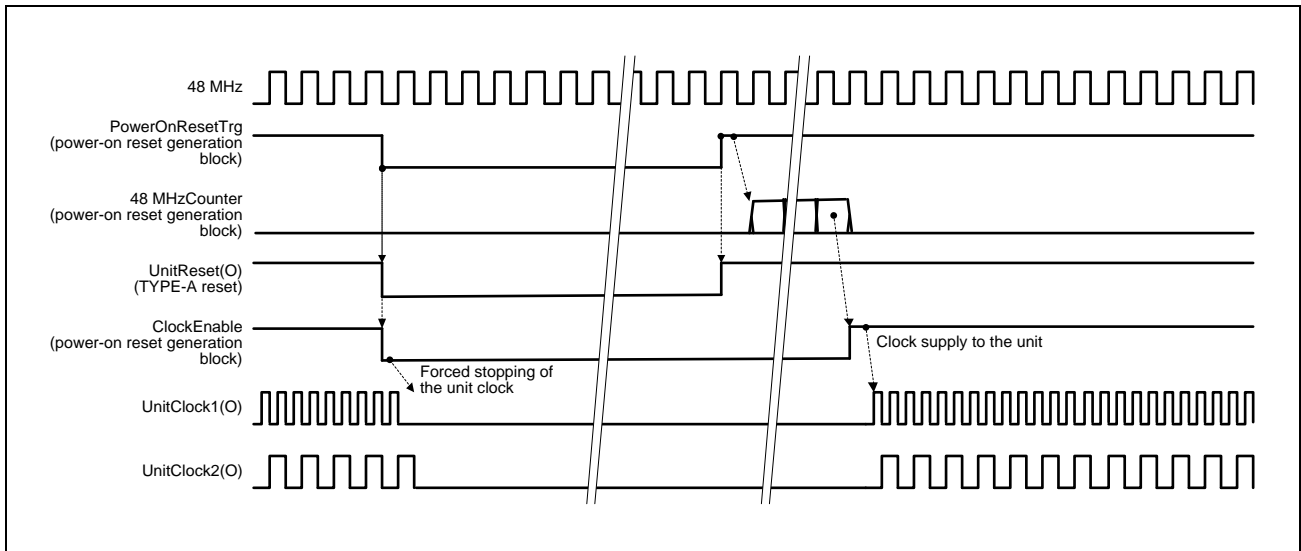 48 MHz
PowerOnResetTrg
(power-on reset generation
block)
48 MHzCounter
(power-on reset generation
block)
UnitReset(O)
(TYPE-A reset)
ClockEnable
(power-on reset generation
block)
Clock supply to the unit
Forced stopping of
the unit clock
UnitClock1(O)
UnitClock2(O)